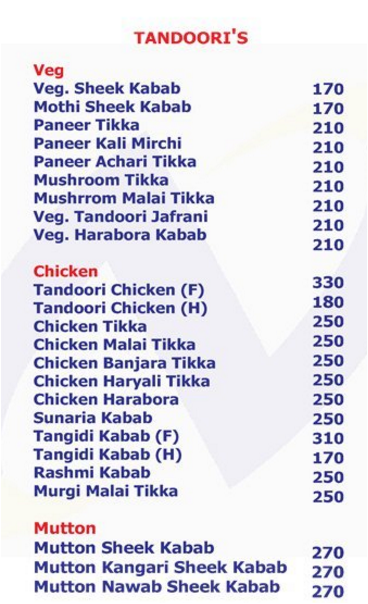 TANDOORI'S
Veg
Veg. Sheek Kabab 170
Mothi Sheek Kabab 170
Paneer Tikka 210
Paneer Kali Mirchi 210
Paneer Achari Tikka 210
Mushroom Tikka 210
Mushrrom Malai Tikka 210
Veg. Tandoori Jafrani 210
Veg. Harabora Kabab 210
Chicken
Tandoori Chicken (F) 330
Tandoori Chicken (H) 180
Chicken Tikka 250
Chicken Malai Tikka 250
Chicken Banjara Tikka 250
Chicken Haryali Tikka 250
Chicken Harabora 250
Sunaria Kabab 250
Tangidi Kabab (F) 310
Tangidi Kabab (H) 170
Rashmi Kabab 250
Murgi Malai Tikka 250
Mutton
Mutton Sheek Kabab 270
Mutton Kangari Sheek Kabab 270
Mutton Nawab Sheek Kabab 270